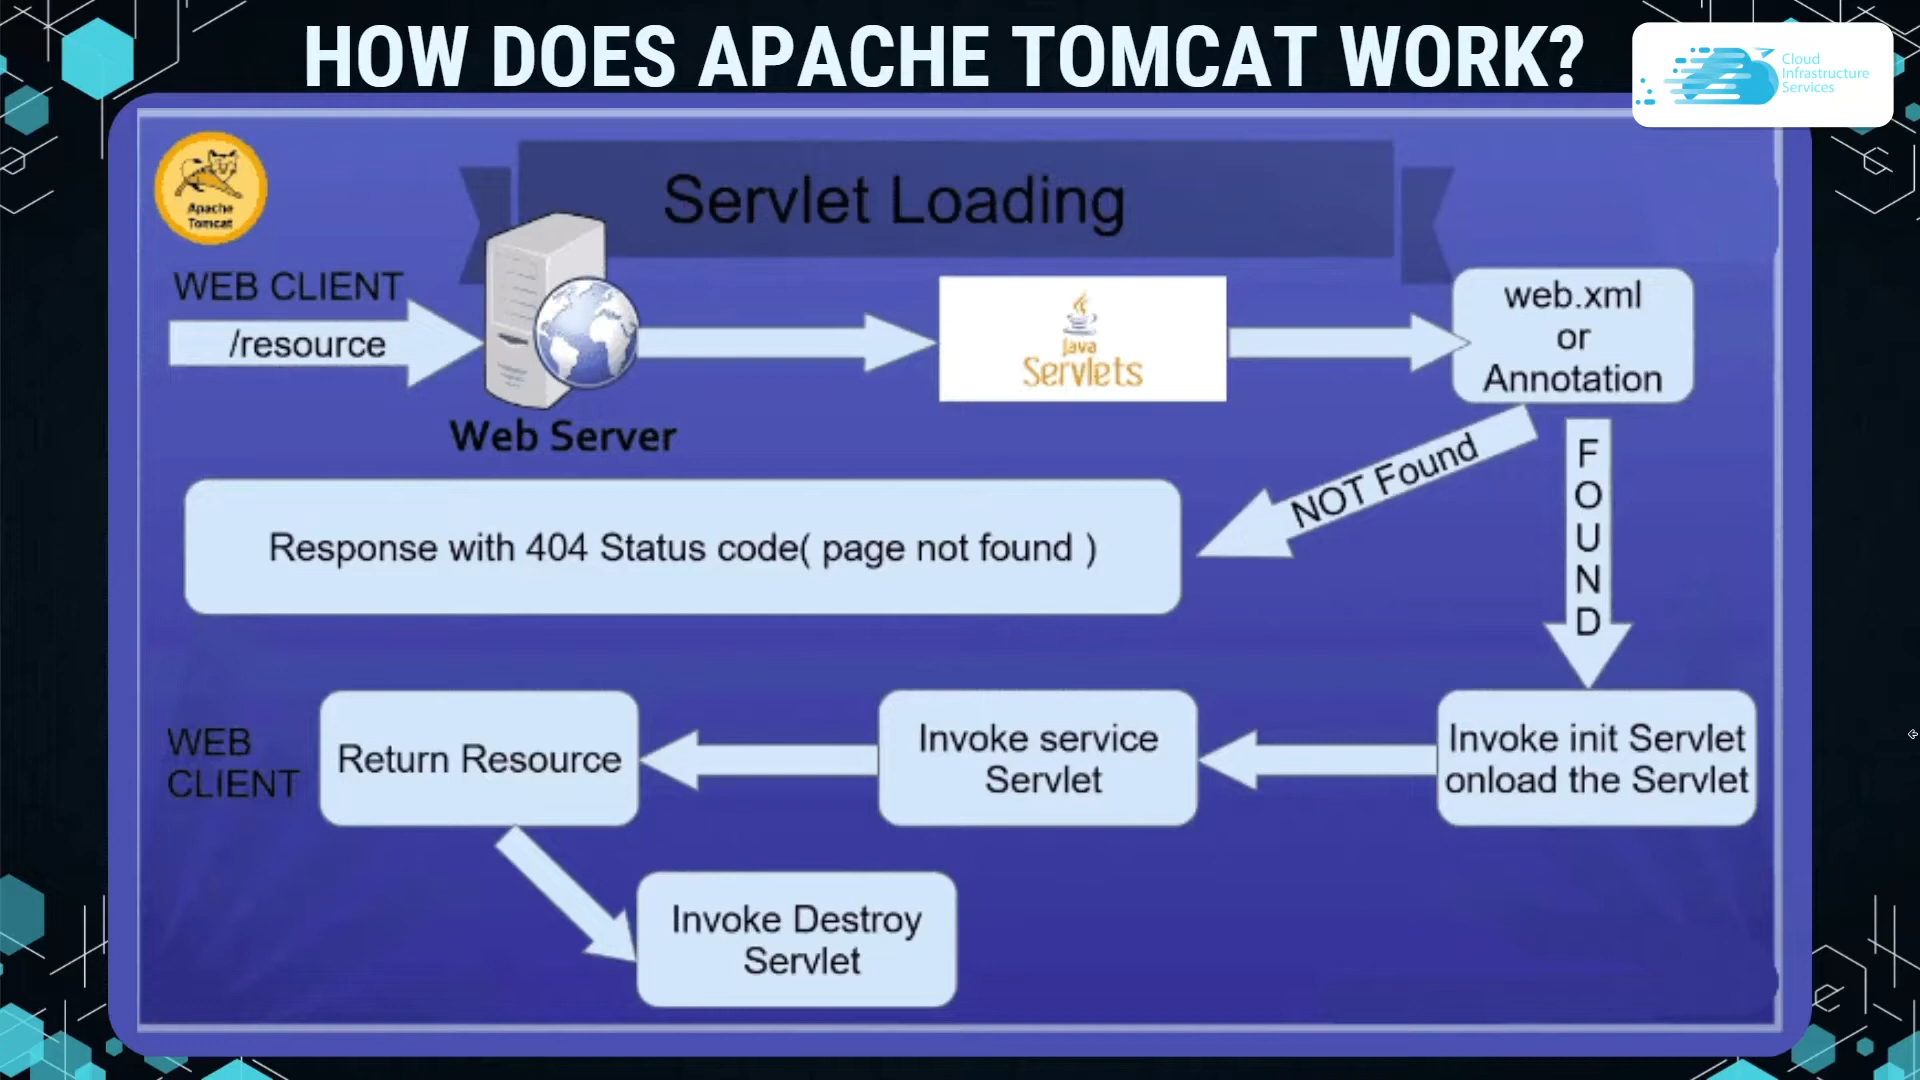 HOW DOES APACHE TOMCAT WORK?
Cloud
Infrastructure
Services
Apache
Tomcat
Servlet Loading
WEB CLIENT
/resource
Web Server
Java
Servlets
web.xml
or
Annotation
NOT Found
F
O
U
N
D
Response with 404 Status code( page not found )
WEB
CLIENT
Return Resource
Invoke service
Servlet
Invoke init Servlet
onload the Servlet
Invoke Destroy
Servlet